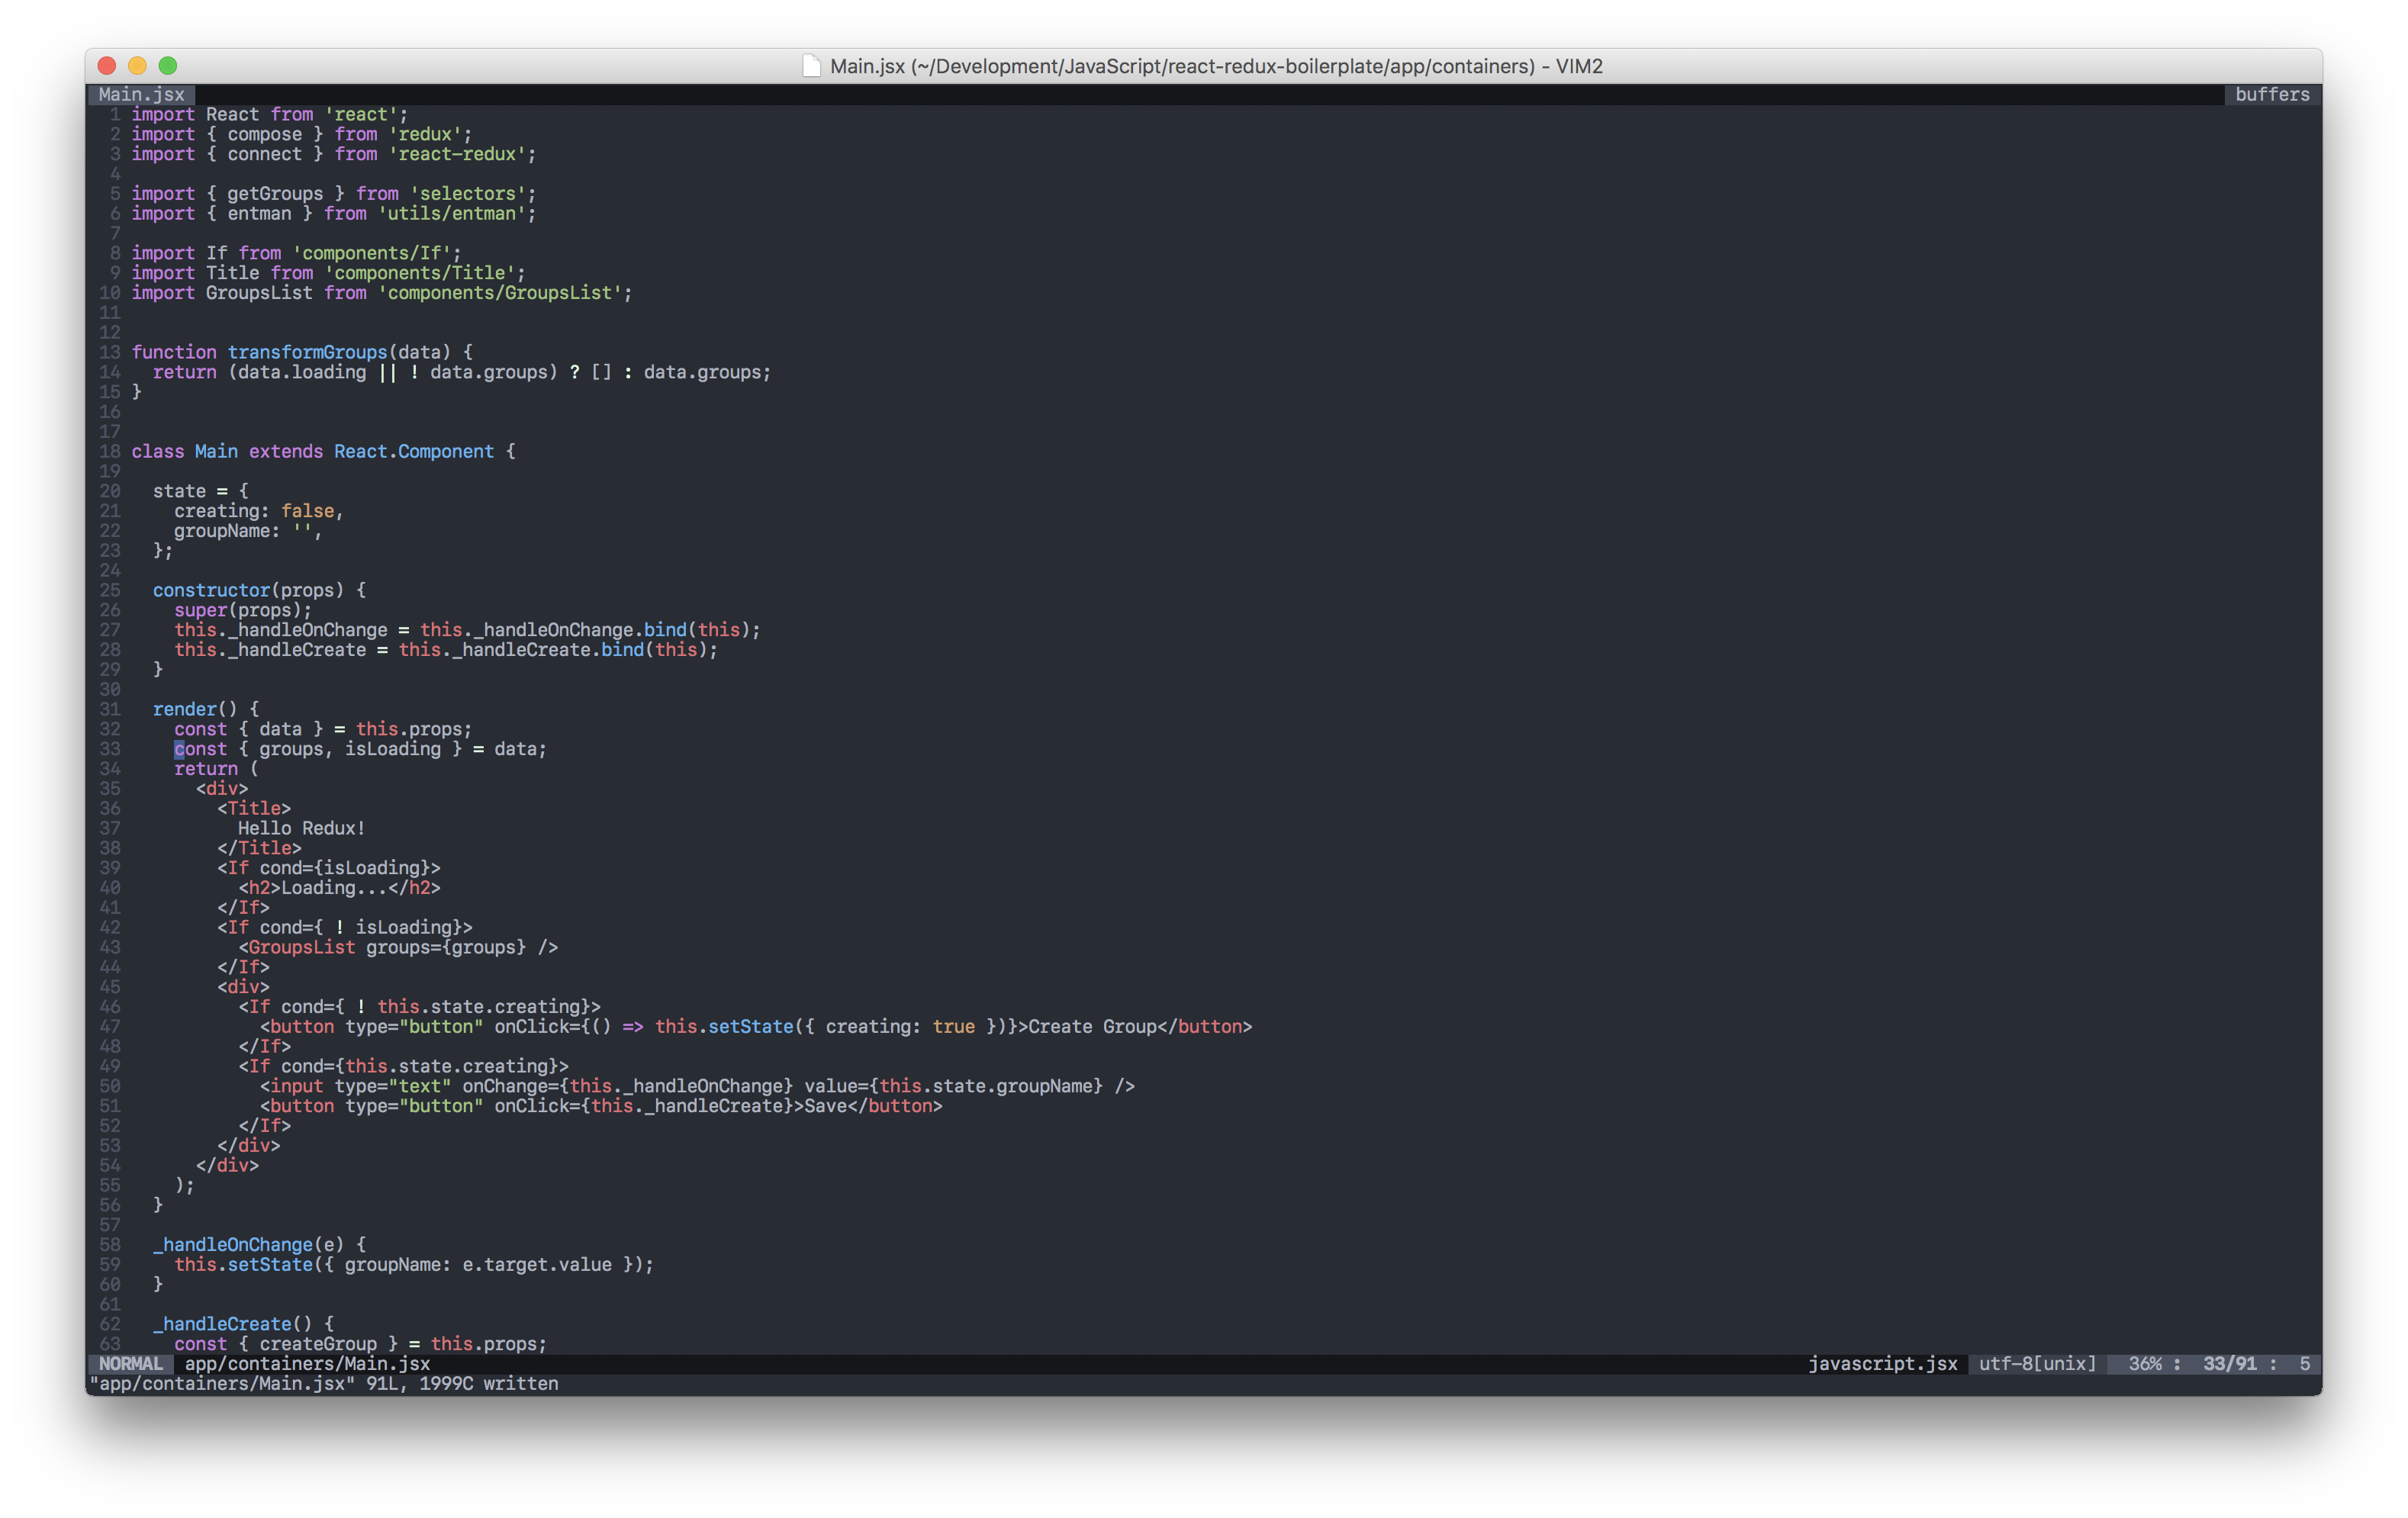 Main.jsx (~/Development/JavaScript/react-redux-boilerplate/app/containers) - VIM2
Main.jsx buffers
1 import React from 'react';
2 import { compose } from 'redux';
3 import { connect } from 'react-redux';
4
5 import { getGroups } from 'selectors';
6 import { entman } from 'utils/entman';
7
8 import If from 'components/If';
9 import Title from 'components/Title';
10 import GroupsList from 'components/GroupsList';
11
12
13 function transformGroups(data) {
14   return (data.loading || ! data.groups) ? [] : data.groups;
15 }
16
17
18 class Main extends React.Component {
19
20   state = {
21     creating: false,
22     groupName: '',
23   };
24
25   constructor(props) {
26     super(props);
27     this._handleOnChange = this._handleOnChange.bind(this);
28     this._handleCreate = this._handleCreate.bind(this);
29   }
30
31   render() {
32     const { data } = this.props;
33     const { groups, isLoading } = data;
34     return (
35       <div>
36         <Title>
37           Hello Redux!
38         </Title>
39         <If cond={isLoading}>
40           <h2>Loading...</h2>
41         </If>
42         <If cond={ ! isLoading}>
43           <GroupsList groups={groups} />
44         </If>
45         <div>
46           <If cond={ ! this.state.creating}>
47             <button type="button" onClick={() => this.setState({ creating: true })}>Create Group</button>
48           </If>
49           <If cond={this.state.creating}>
50             <input type="text" onChange={this._handleOnChange} value={this.state.groupName} />
51             <button type="button" onClick={this._handleCreate}>Save</button>
52           </If>
53         </div>
54       </div>
55     );
56   }
57
58   _handleOnChange(e) {
59     this.setState({ groupName: e.target.value });
60   }
61
62   _handleCreate() {
63     const { createGroup } = this.props;
NORMAL app/containers/Main.jsx javascript.jsx utf-8[unix] 36% : 33/91 : 5
"app/containers/Main.jsx" 91L, 1999C written